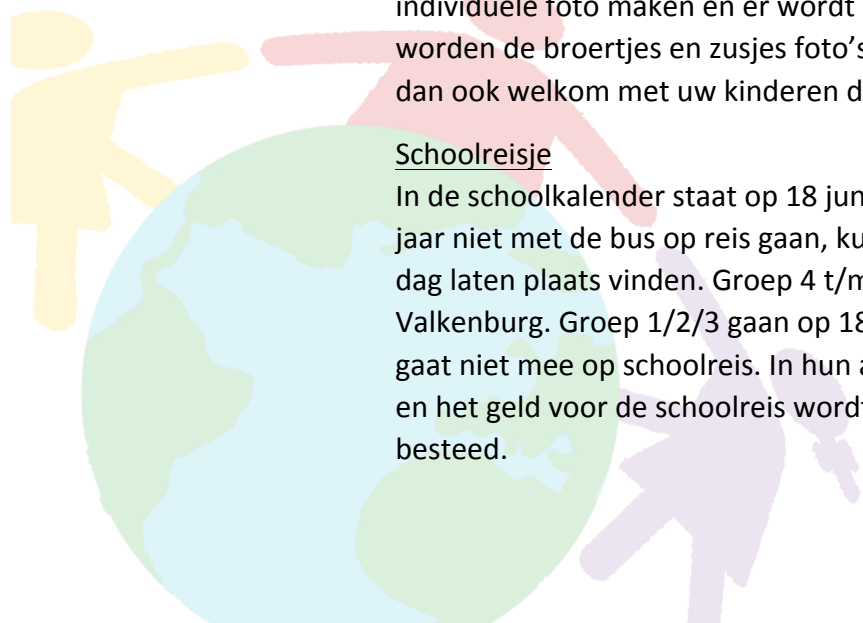 individuele foto maken en er wordt
worden de broertjes en zusjes foto's
dan ook welkom met uw kinderen d
Schoolreisje
In de schoolkalender staat op 18 jun
jaar niet met de bus op reis gaan, ku
dag laten plaats vinden. Groep 4 t/m
Valkenburg. Groep 1/2/3 gaan op 18
gaat niet mee op schoolreis. In hun a
en het geld voor de schoolreis word
besteed.